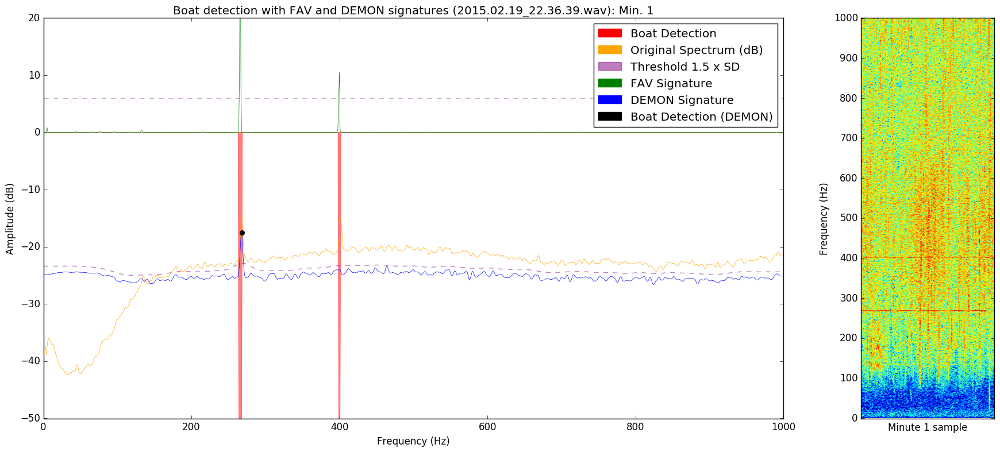 Boat detection with FAV and DEMON signatures (2015.02.19_22.36.39.wav): Min. 1
20
10
0
−10
−20
−30
−40
−50
Amplitude (dB)
0 200 400 600 800 1000
Frequency (Hz)
Boat Detection
Original Spectrum (dB)
Threshold 1.5 x SD
FAV Signature
DEMON Signature
Boat Detection (DEMON)
1000
900
800
700
600
500
400
300
200
100
0
Frequency (Hz)
Minute 1 sample